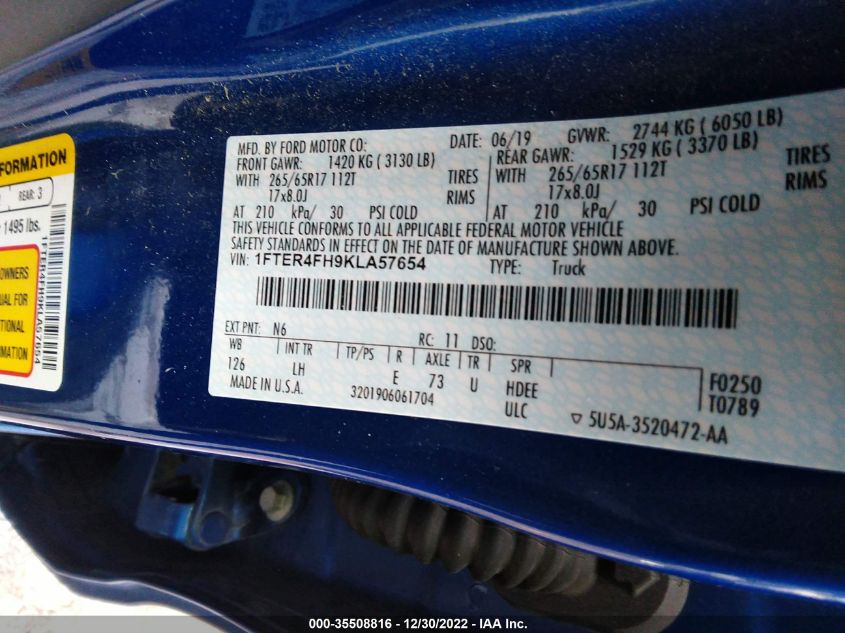 FORMATION
REAR: 3
1495 lbs.
OWNERS
UAL FOR
TIONAL
RMATION
1FTER4FH9KLA57654
MFD. BY FORD MOTOR CO: DATE: 06/19 GVWR: 2744 KG ( 6050 LB)
FRONT GAWR: 1420 KG ( 3130 LB) REAR GAWR: 1529 KG ( 3370 LB)
WITH 265/65R17 112T TIRES WITH 265/65R17 112T TIRES
17x8.0J RIMS 17x8.0J RIMS
AT 210 kPa/ 30 PSI COLD AT 210 kPa/ 30 PSI COLD
THIS VEHICLE CONFORMS TO ALL APPLICABLE FEDERAL MOTOR VEHICLE
SAFETY STANDARDS IN EFFECT ON THE DATE OF MANUFACTURE SHOWN ABOVE.
VIN: 1FTER4FH9KLA57654 TYPE: Truck
EXT PNT: N6 RC: 11 DSO:
WB INT TR TP/PS R AXLE TR SPR
126 LH E 73 U HDEE F0250
MADE IN U.S.A. 3201906061704 ULC T0789
▽ 5U5A-3520472-AA
000-35508816 - 12/30/2022 - IAAI.com